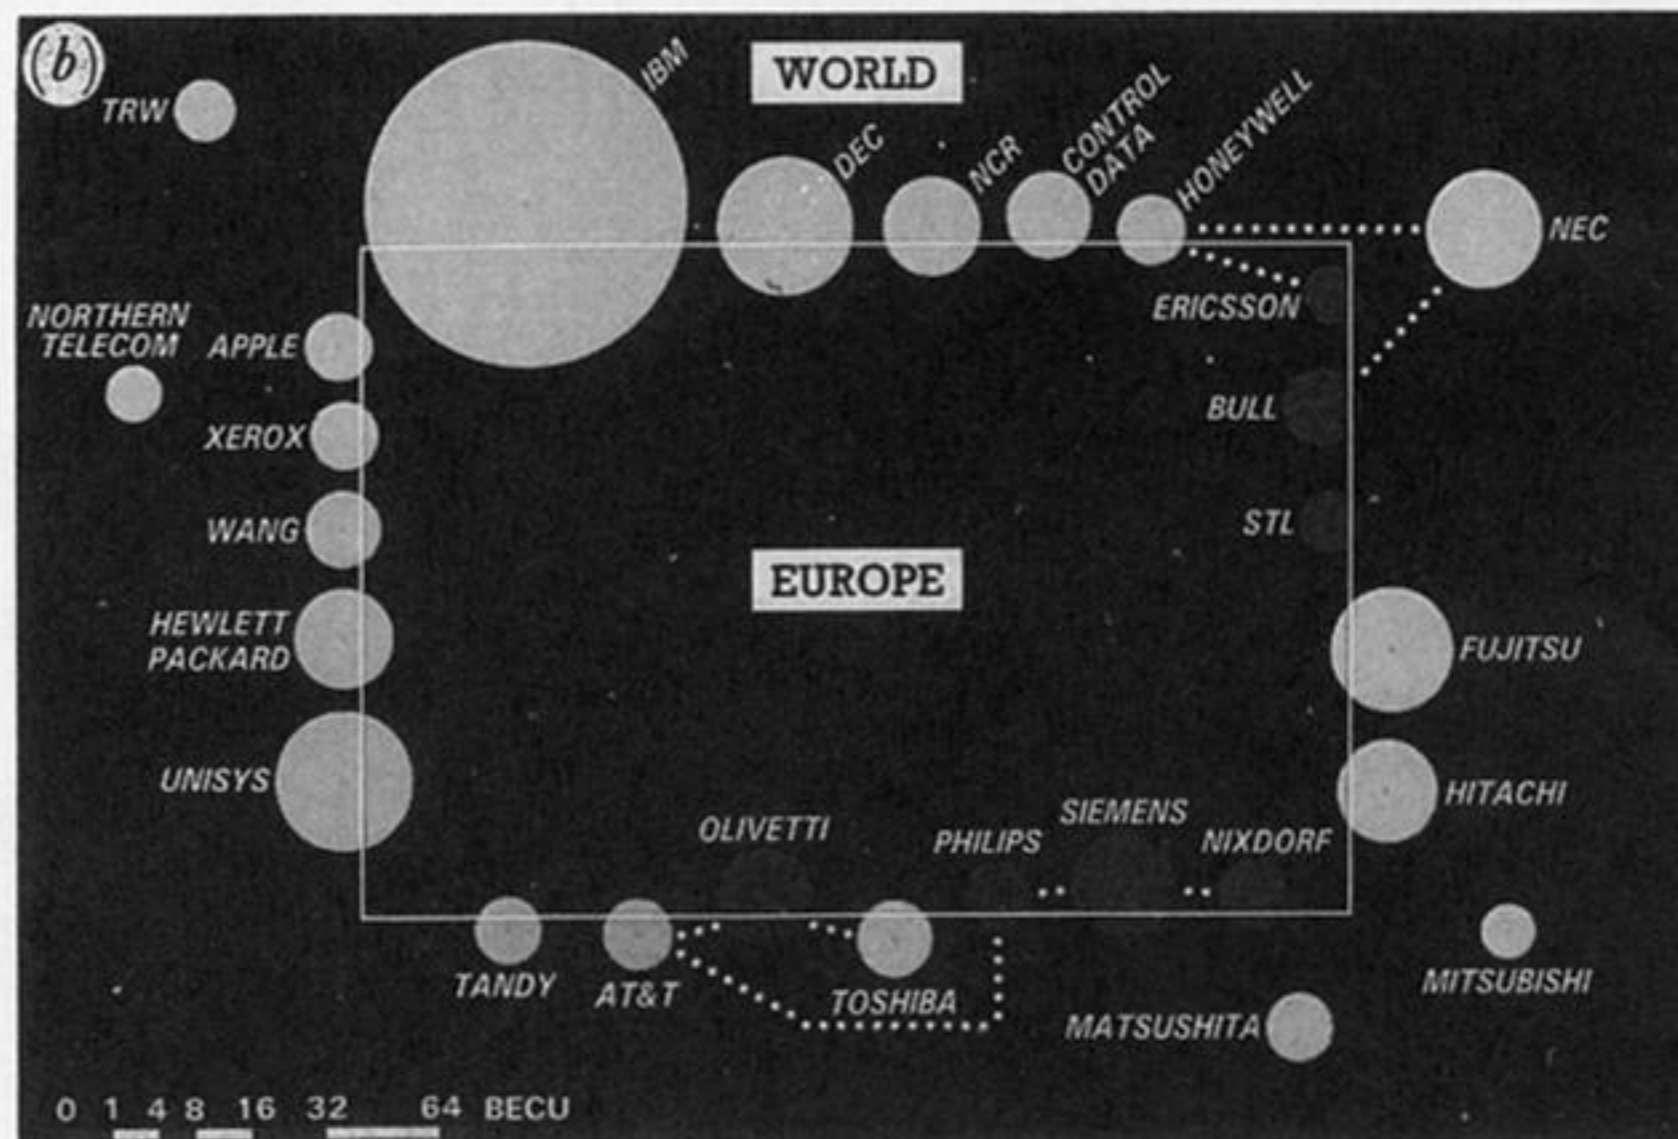 (b)
WORLD
TRW
IBM
DEC
NCR
CONTROL
DATA
HONEYWELL
NEC
ERICSSON
NORTHERN
TELECOM
APPLE
BULL
XEROX
WANG
STL
EUROPE
HEWLETT
PACKARD
FUJITSU
UNISYS
HITACHI
OLIVETTI
PHILIPS
SIEMENS
NIXDORF
TANDY
AT&T
TOSHIBA
MITSUBISHI
MATSUSHITA
0 1 4 8 16 32 64 BECU